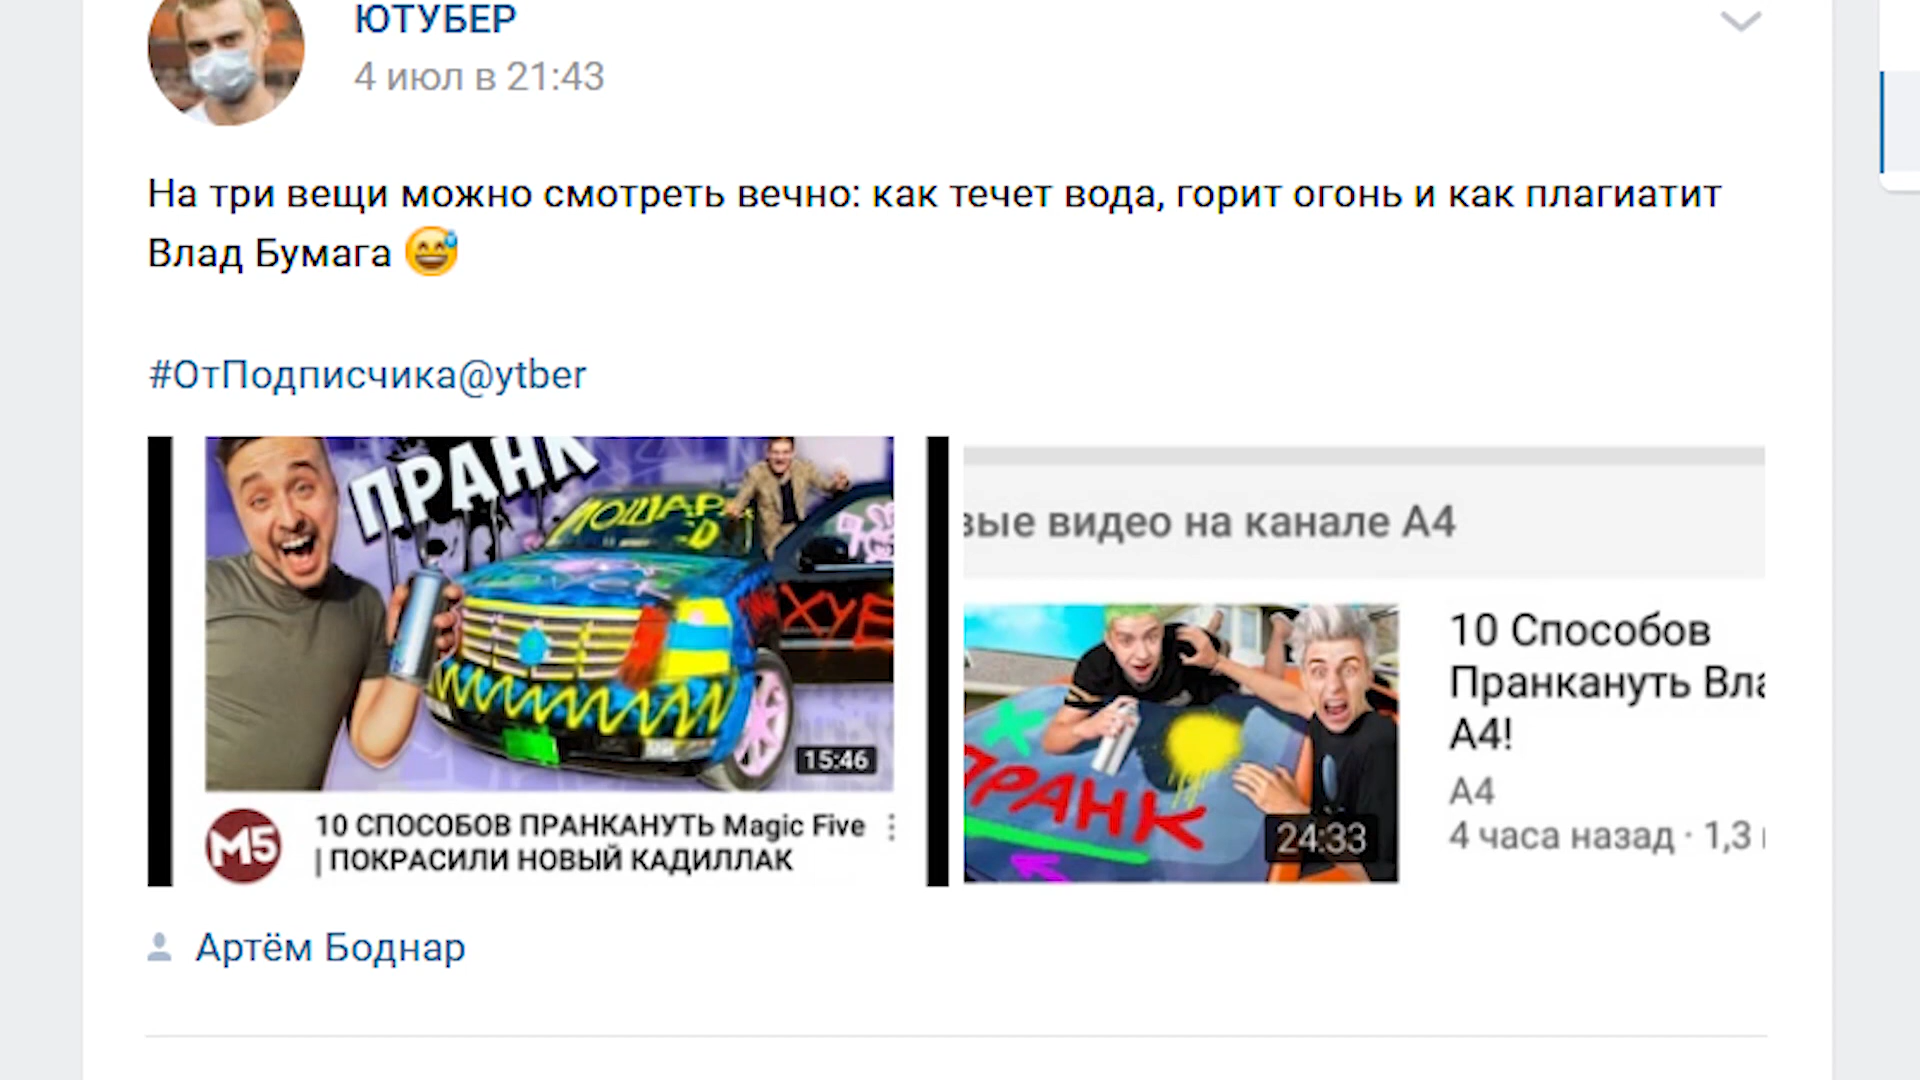 ЮТУБЕР
4 июл в 21:43
На три вещи можно смотреть вечно: как течет вода, горит огонь и как плагиатит
Влад Бумага 😅
#ОтПодписчика@ytber
ПРАНК
ЛОШАРА
:D
ХУЕ
15:46
M5
10 СПОСОБОВ ПРАНКАНУТЬ Magic Five
| ПОКРАСИЛИ НОВЫЙ КАДИЛЛАК
вые видео на канале А4
ПРАНК
24:33
10 Способов
Пранкануть Вла
А4!
А4
4 часа назад · 1,3
Артём Боднар